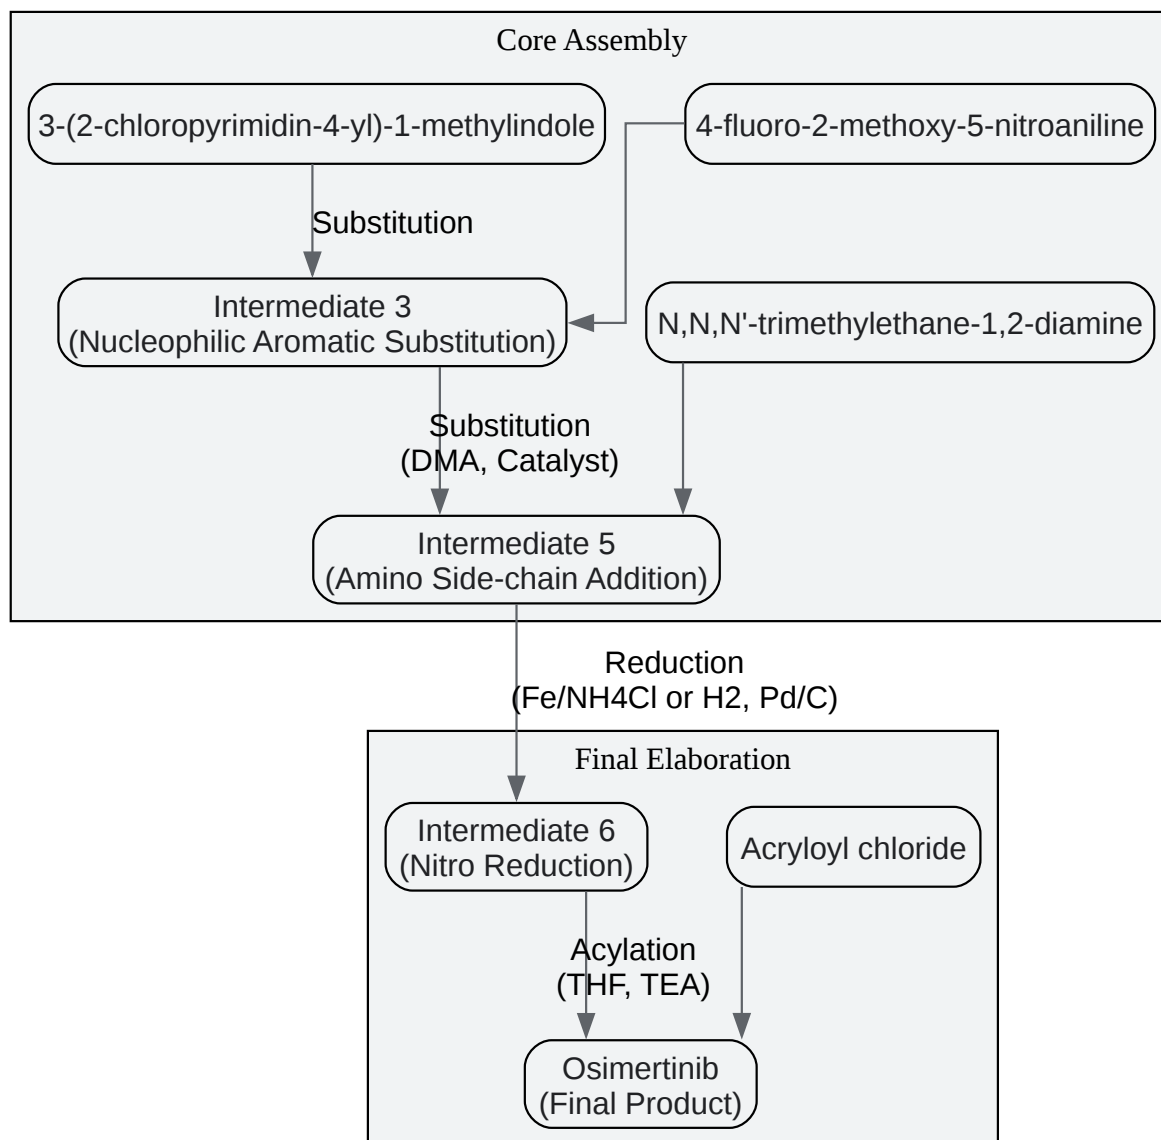 Core Assembly
3-(2-chloropyrimidin-4-yl)-1-methylindole
4-fluoro-2-methoxy-5-nitroaniline
Substitution
Intermediate 3
(Nucleophilic Aromatic Substitution)
N,N,N'-trimethylethane-1,2-diamine
Substitution
(DMA, Catalyst)
Intermediate 5
(Amino Side-chain Addition)
Reduction
(Fe/NH4Cl or H2, Pd/C)
Final Elaboration
Intermediate 6
(Nitro Reduction)
Acryloyl chloride
Acylation
(THF, TEA)
Osimertinib
(Final Product)